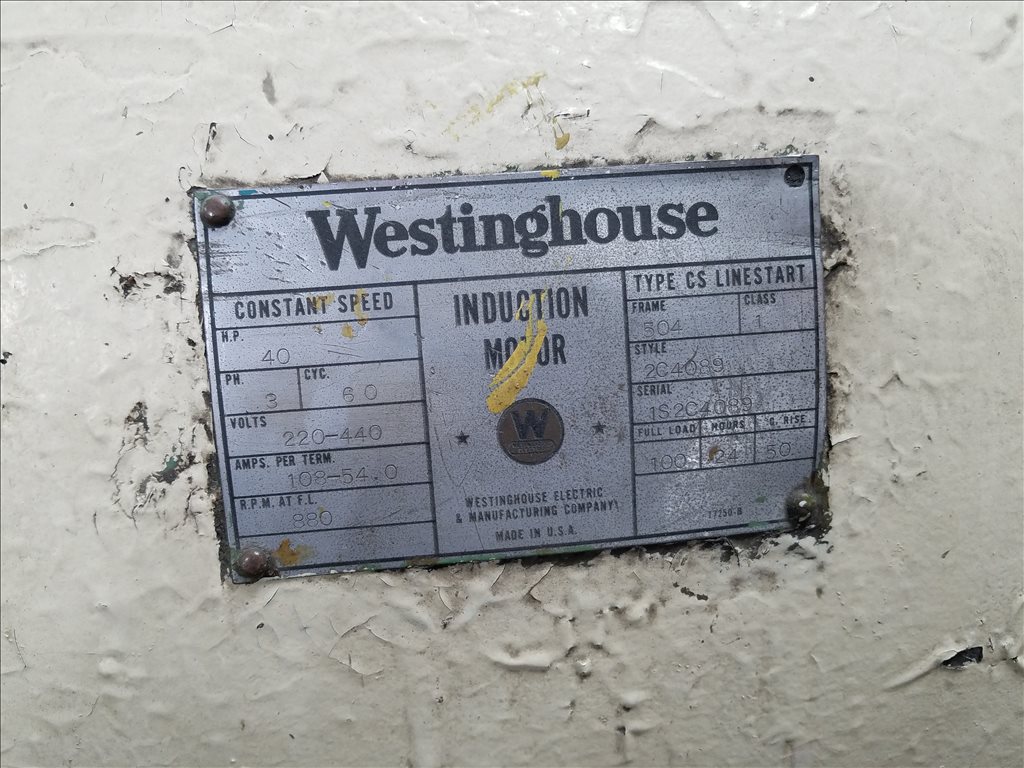 Westinghouse
CONSTANT SPEED
H.P.
40
PH. CYC.
3 60
VOLTS
220-440
AMPS. PER TERM.
108-54.0
R.P.M. AT F.L.
880
INDUCTION
MOTOR
W
WESTINGHOUSE ELECTRIC
& MANUFACTURING COMPANY
MADE IN U.S.A.
TYPE CS LINESTART
FRAME CLASS
504 1
STYLE
2C4089
SERIAL
1S2C4089
FULL LOAD HOURS C. RISE
100 24 50
17250-B